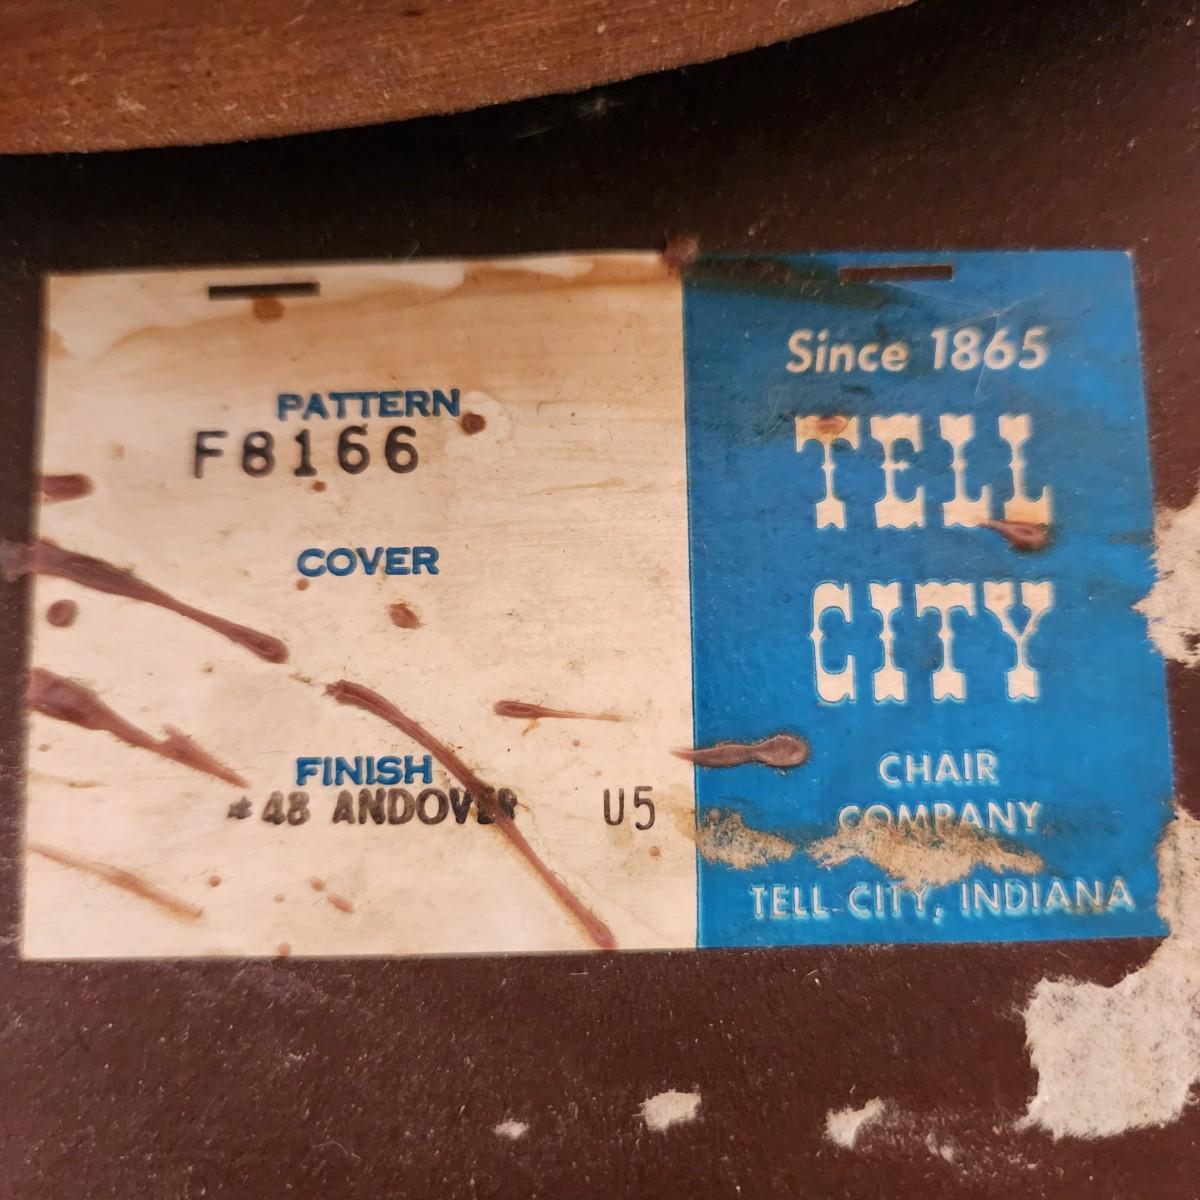 PATTERN
F8166
COVER
FINISH
#48 ANDOVER U5
Since 1865
TELL
CITY
CHAIR
COMPANY
TELL CITY, INDIANA